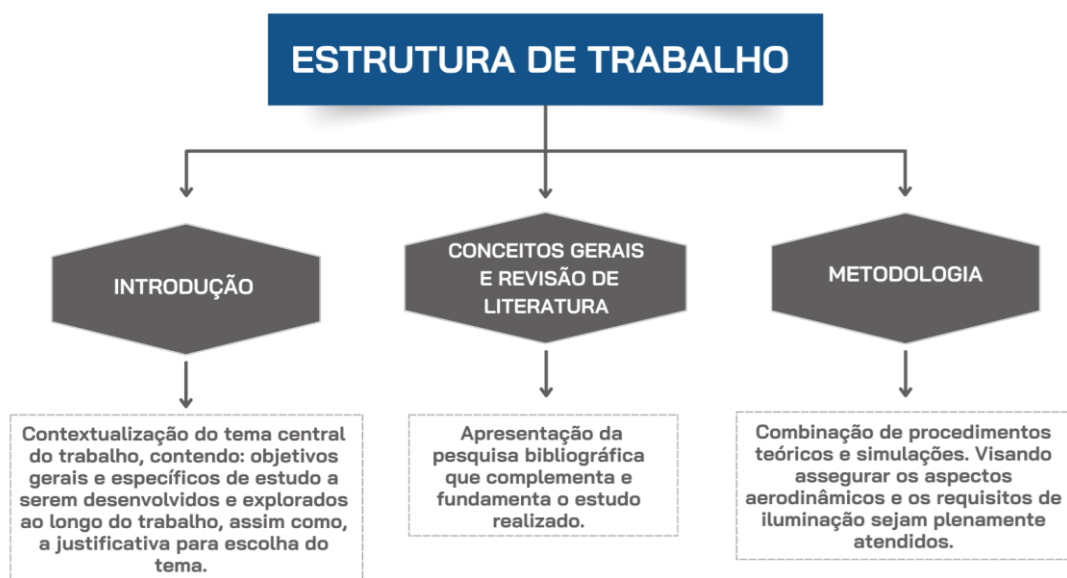 ESTRUTURA DE TRABALHO
INTRODUÇÃO
CONCEITOS GERAIS
E REVISÃO DE
LITERATURA
METODOLOGIA
Contextualização do tema central
do trabalho, contendo: objetivos
gerais e específicos de estudo a
serem desenvolvidos e explorados
ao longo do trabalho, assim como,
a justificativa para escolha do
tema.
Apresentação da
pesquisa bibliográfica
que complementa e
fundamenta o estudo
realizado.
Combinação de procedimentos
teóricos e simulações. Visando
assegurar os aspectos
aerodinâmicos e os requisitos de
iluminação sejam plenamente
atendidos.